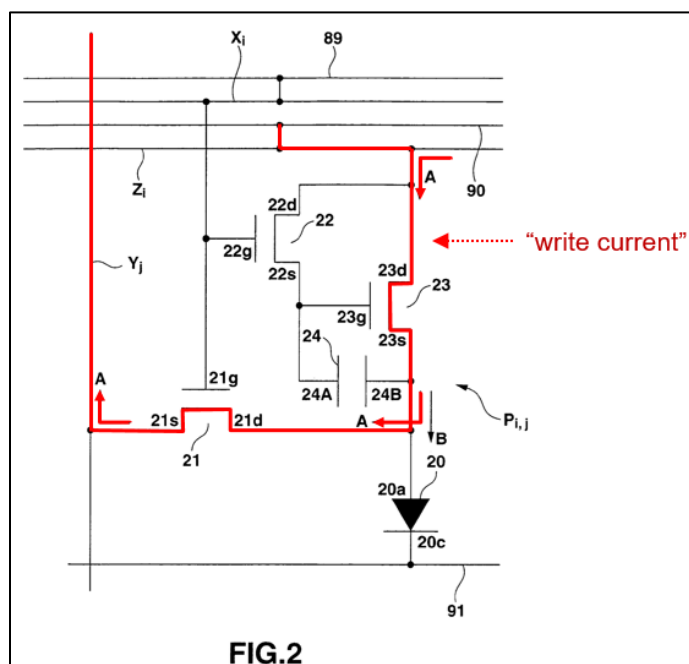 Xi
89
Zi
90
A
22d
22
"write current"
22g
Yj
22s
23d
23
23g
24
23s
21g
24A
24B
A
Pi, j
21s
21d
A
B
21
20
20a
20c
91
FIG.2